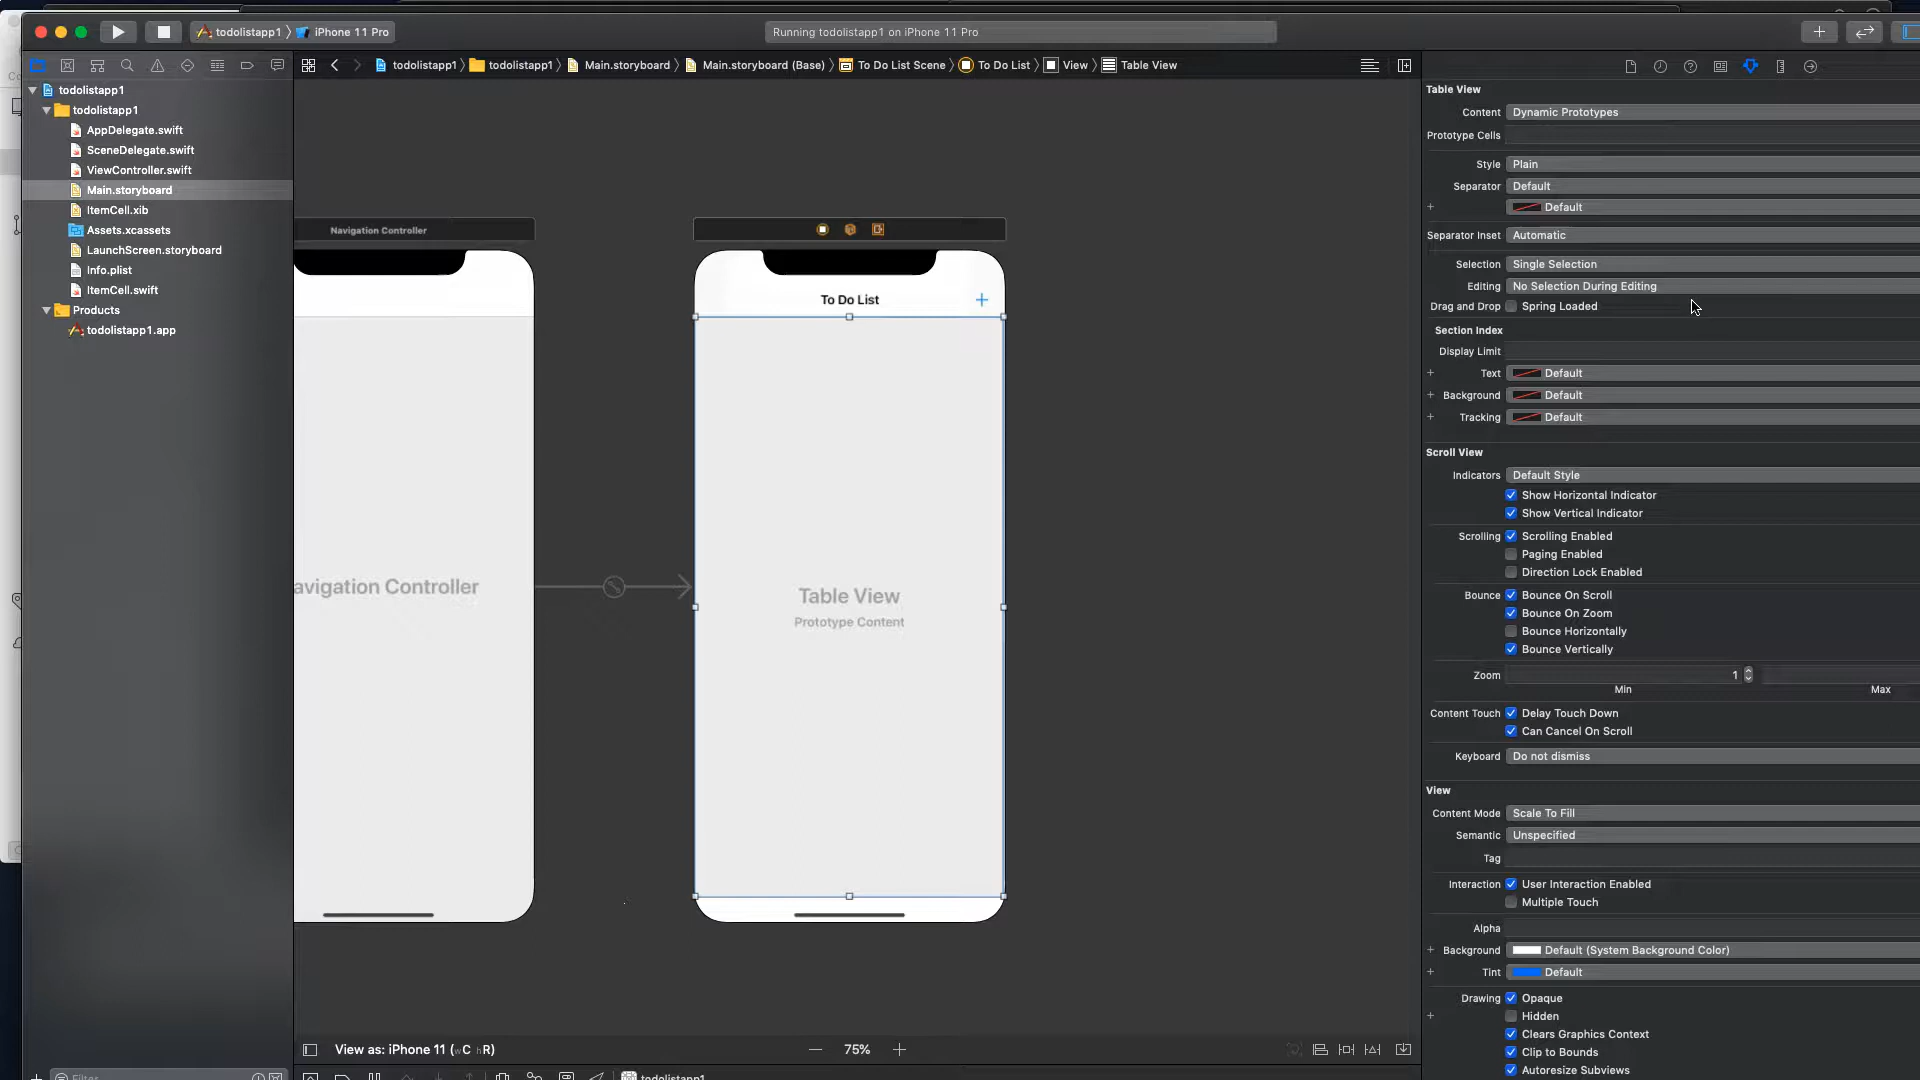 todolistapp1 〉 iPhone 11 Pro
Running todolistapp1 on iPhone 11 Pro
todolistapp1 〉 todolistapp1 〉 Main.storyboard 〉 Main.storyboard (Base) 〉 To Do List Scene 〉 To Do List 〉 View 〉 Table View
todolistapp1
todolistapp1
AppDelegate.swift
SceneDelegate.swift
ViewController.swift
Main.storyboard
ItemCell.xib
Assets.xcassets
LaunchScreen.storyboard
Info.plist
ItemCell.swift
Products
todolistapp1.app
Navigation Controller
avigation Controller
To Do List
Table View
Prototype Content
View as: iPhone 11 (wC hR)
75%
Filter
todolistapp1
Table View
Content Dynamic Prototypes
Prototype Cells
Style Plain
Separator Default
+ Default
Separator Inset Automatic
Selection Single Selection
Editing No Selection During Editing
Drag and Drop Spring Loaded
Section Index
Display Limit
+ Text Default
+ Background Default
+ Tracking Default
Scroll View
Indicators Default Style
Show Horizontal Indicator
Show Vertical Indicator
Scrolling Scrolling Enabled
Paging Enabled
Direction Lock Enabled
Bounce Bounce On Scroll
Bounce On Zoom
Bounce Horizontally
Bounce Vertically
Zoom 1
Min Max
Content Touch Delay Touch Down
Can Cancel On Scroll
Keyboard Do not dismiss
View
Content Mode Scale To Fill
Semantic Unspecified
Tag
Interaction User Interaction Enabled
Multiple Touch
Alpha
+ Background Default (System Background Color)
+ Tint Default
Drawing Opaque
+ Hidden
Clears Graphics Context
Clip to Bounds
Autoresize Subviews